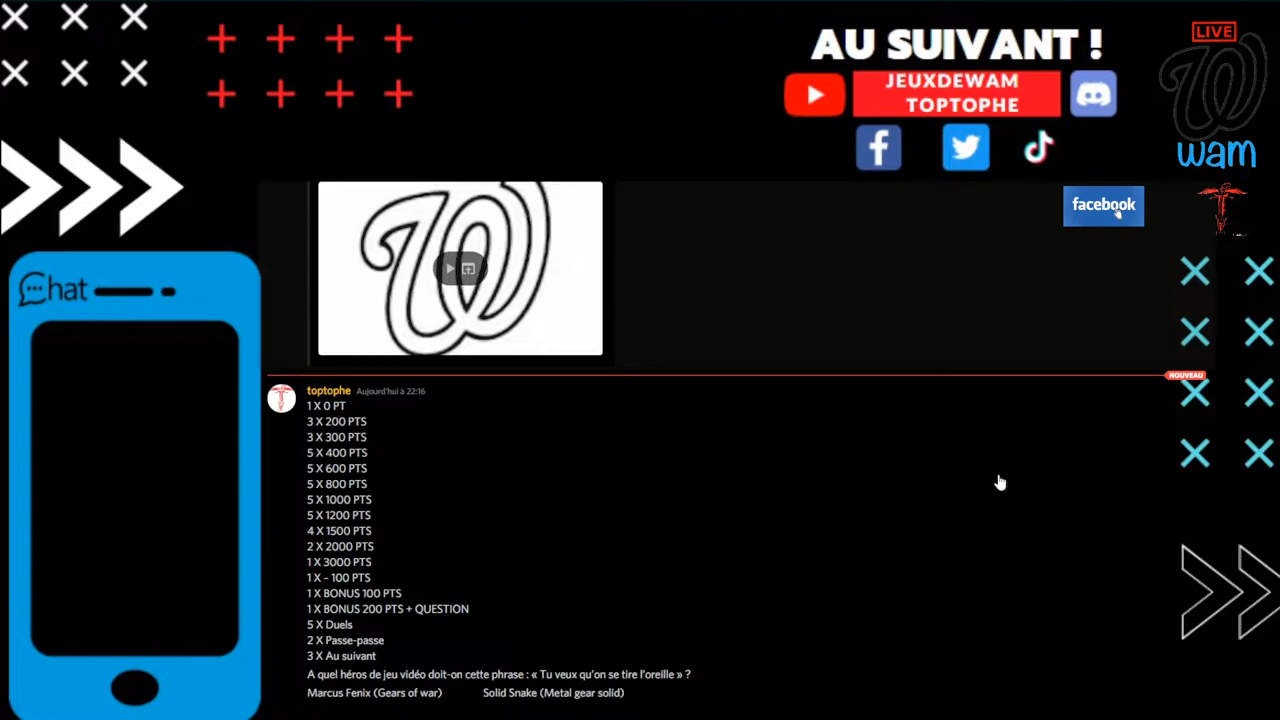 AU SUIVANT !
LIVE
JEUXDEWAM
TOPTOPHE
wam
facebook
Chat
NOUVEAU
toptophe Aujourd'hui à 22:16
1 X 0 PT
3 X 200 PTS
3 X 300 PTS
5 X 400 PTS
5 X 600 PTS
5 X 800 PTS
5 X 1000 PTS
5 X 1200 PTS
4 X 1500 PTS
2 X 2000 PTS
1 X 3000 PTS
1 X – 100 PTS
1 X BONUS 100 PTS
1 X BONUS 200 PTS + QUESTION
5 X Duels
2 X Passe-passe
3 X Au suivant
A quel héros de jeu vidéo doit-on cette phrase : « Tu veux qu'on se tire l'oreille » ?
Marcus Fenix (Gears of war) Solid Snake (Metal gear solid)